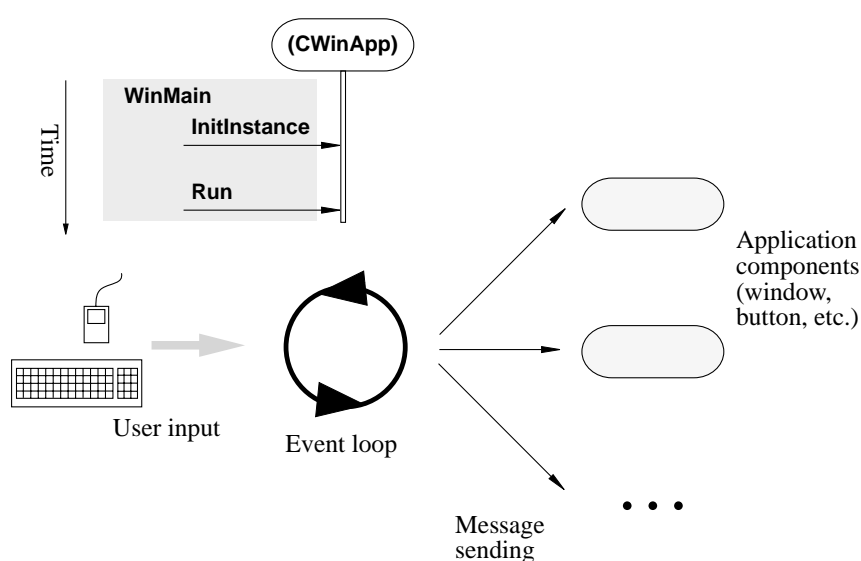 (CWinApp)
WinMain
InitInstance
Time
Run
Application
components
(window,
button, etc.)
User input
Event loop
Message
sending